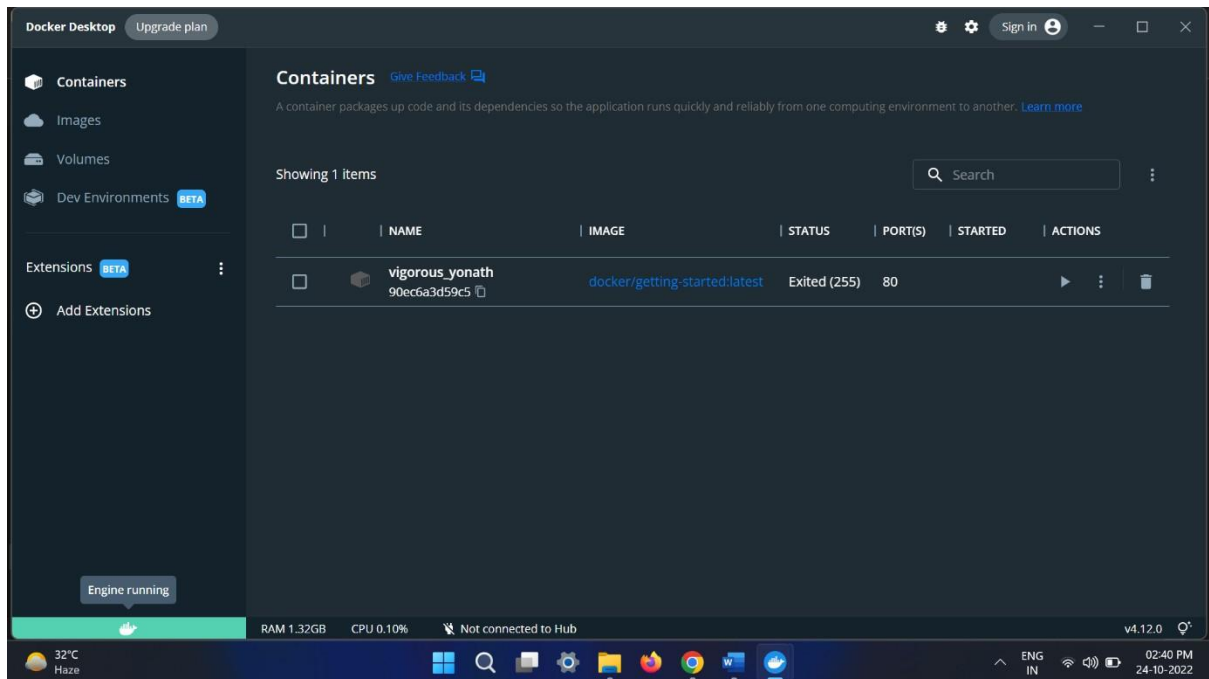 Docker Desktop Upgrade plan Sign in
Containers
Images
Volumes
Dev Environments BETA
Extensions BETA
Add Extensions
Containers Give Feedback
A container packages up code and its dependencies so the application runs quickly and reliably from one computing environment to another. Learn more
Showing 1 items Search
NAME IMAGE STATUS PORT(S) STARTED ACTIONS
vigorous_yonath docker/getting-started:latest Exited (255) 80
90ec6a3d59c5
Engine running
RAM 1.32GB CPU 0.10% Not connected to Hub v4.12.0
32°C ENG 02:40 PM
Haze IN 24-10-2022